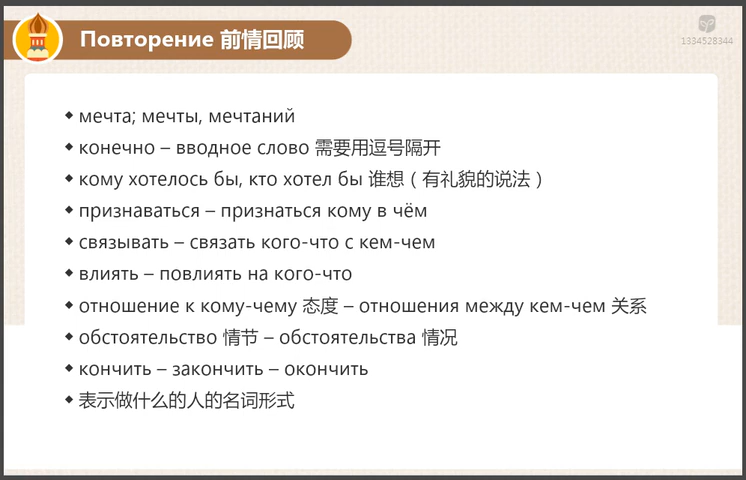 Повторение 前情回顾
1334528344
◆ мечта; мечты, мечтаний
◆ конечно – вводное слово 需要用逗号隔开
◆ кому хотелось бы, кто хотел бы 谁想（有礼貌的说法）
◆ признаваться – признаться кому в чём
◆ связывать – связать кого-что с кем-чем
◆ влиять – повлиять на кого-что
◆ отношение к кому-чему 态度 – отношения между кем-чем 关系
◆ обстоятельство 情节 – обстоятельства 情况
◆ кончить – закончить – окончить
◆ 表示做什么的人的名词形式